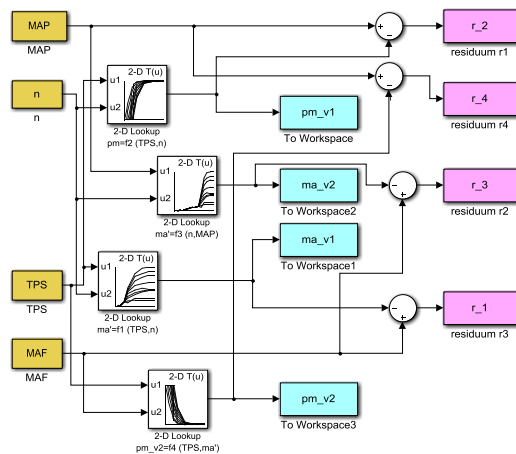 MAP
MAP
+
−
r_2
residuum r1
+
−
r_4
residuum r4
n
n
2-D T(u)
u1
u2
2-D Lookup
pm=f2 (TPS,n)
pm_v1
To Workspace
2-D T(u)
u1
u2
2-D Lookup
ma'=f3 (n,MAP)
ma_v2
To Workspace2
−
+
r_3
residuum r2
ma_v1
To Workspace1
2-D T(u)
u1
u2
2-D Lookup
ma'=f1 (TPS,n)
TPS
TPS
−
+
r_1
residuum r3
MAF
MAF
2-D T(u)
u1
u2
2-D Lookup
pm_v2=f4 (TPS,ma')
pm_v2
To Workspace3